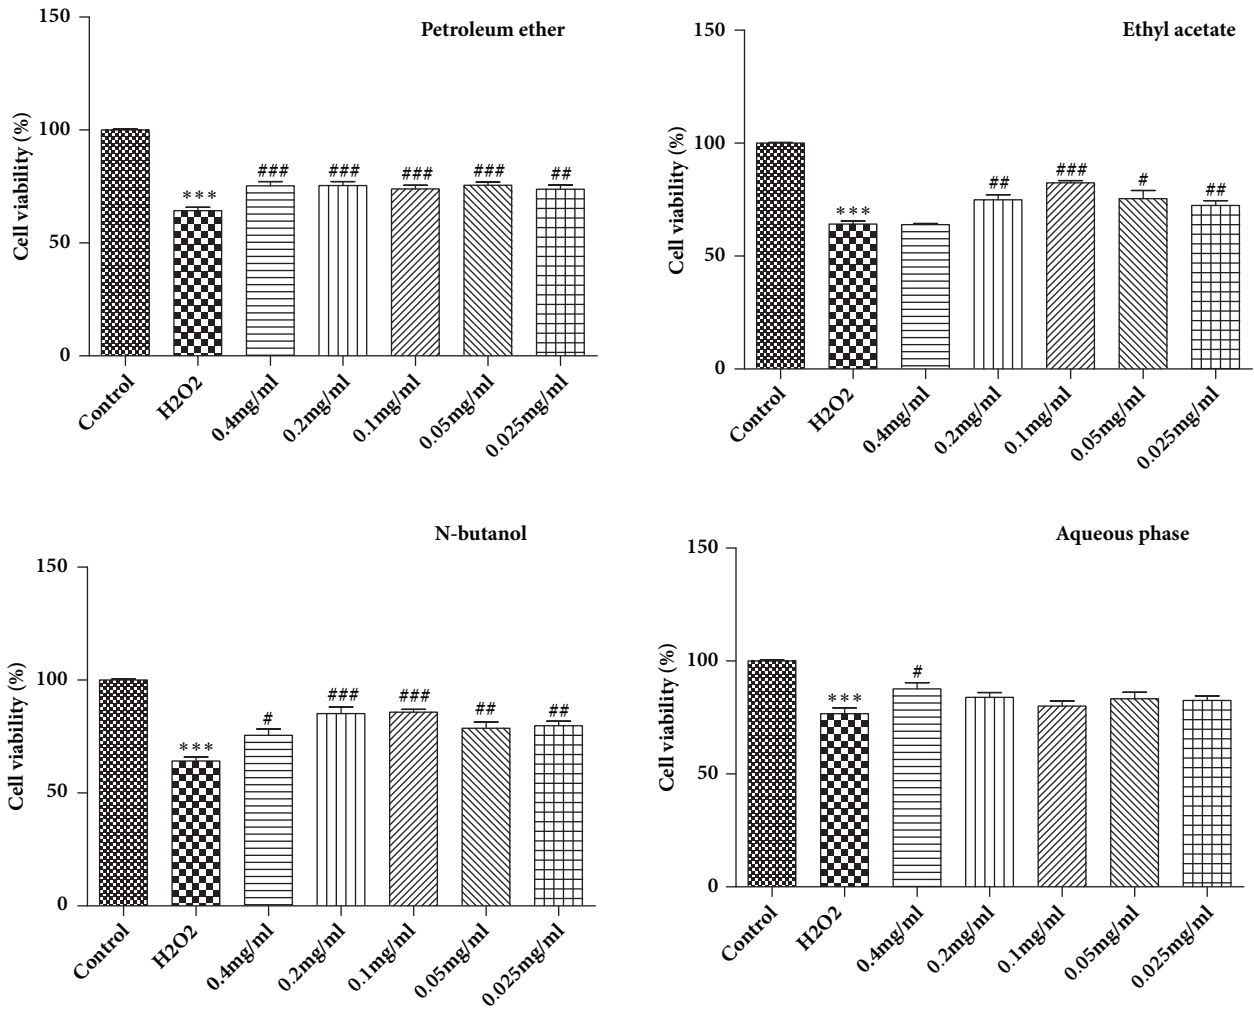 Petroleum ether
Cell viability (%)
150
100
50
0
***
###
###
###
###
##
Control
H2O2
0.4mg/ml
0.2mg/ml
0.1mg/ml
0.05mg/ml
0.025mg/ml
Ethyl acetate
Cell viability (%)
150
100
50
0
***
##
###
#
##
Control
H2O2
0.4mg/ml
0.2mg/ml
0.1mg/ml
0.05mg/ml
0.025mg/ml
N-butanol
Cell viability (%)
150
100
50
0
***
#
###
###
##
##
Control
H2O2
0.4mg/ml
0.2mg/ml
0.1mg/ml
0.05mg/ml
0.025mg/ml
Aqueous phase
Cell viability (%)
150
100
50
0
***
#
Control
H2O2
0.4mg/ml
0.2mg/ml
0.1mg/ml
0.05mg/ml
0.025mg/ml